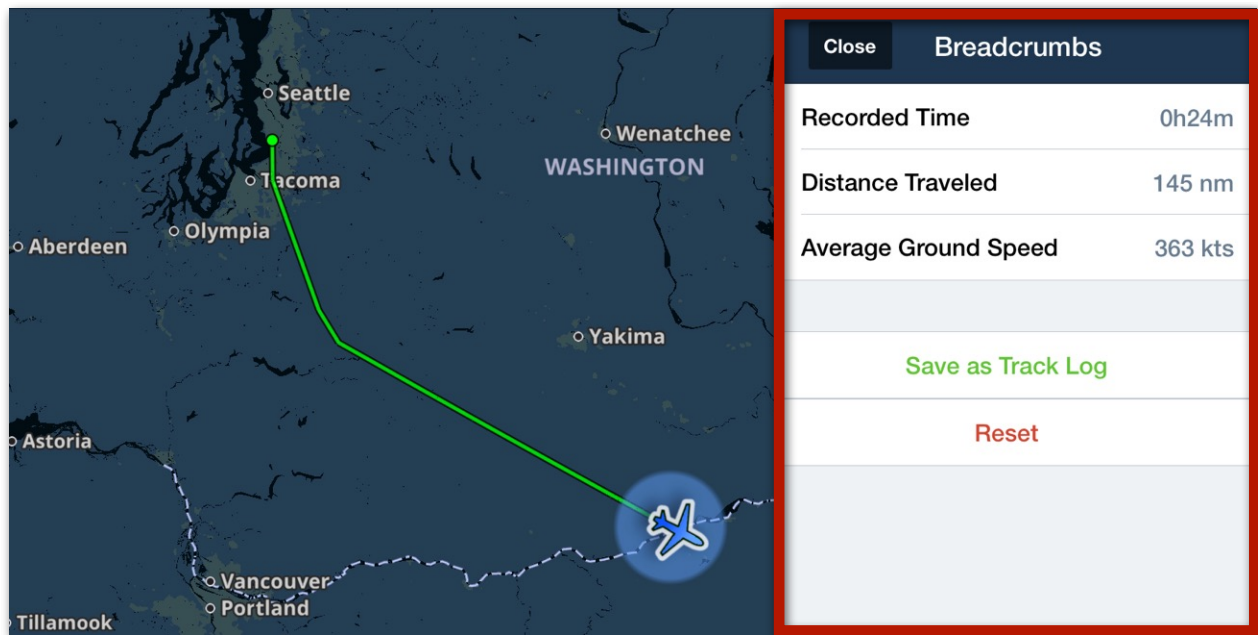 Seattle
Wenatchee
WASHINGTON
Tacoma
Olympia
Aberdeen
Yakima
Astoria
Vancouver
Portland
Tillamook
Close
Breadcrumbs
Recorded Time 0h24m
Distance Traveled 145 nm
Average Ground Speed 363 kts
Save as Track Log
Reset